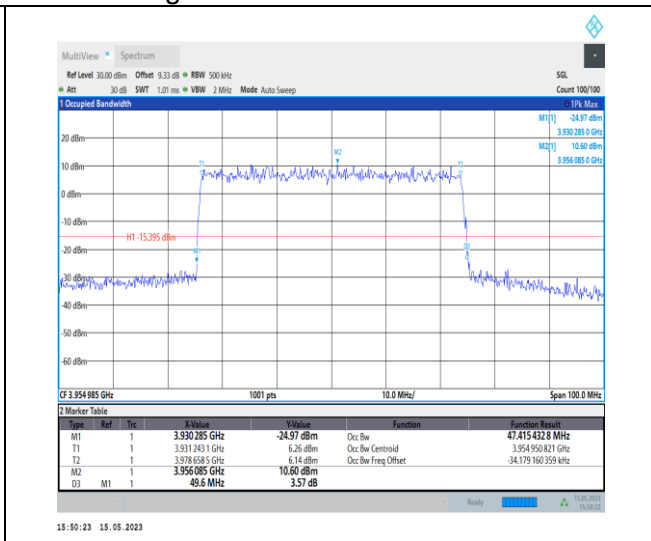 MultiView Spectrum
Ref Level 30.00 dBm Offset 9.33 dB RBW 500 kHz SGL
Att 30 dB SWT 1.01 ms VBW 2 MHz Mode Auto Sweep Count 100/100
1 Occupied Bandwidth 1Pk Max
M1[1] -24.97 dBm
3.930 285 0 GHz
M2[1] 10.60 dBm
3.956 085 0 GHz
20 dBm
M2
T1
10 dBm
0 dBm
-10 dBm
H1 -15.395 dBm
-20 dBm
M1
-30 dBm
-40 dBm
-50 dBm
-60 dBm
CF 3.954 985 GHz 1001 pts 10.0 MHz/ Span 100.0 MHz
2 Marker Table
Type Ref Trc X-Value Y-Value Function Function Result
M1 1 3.930 285 GHz -24.97 dBm Occ Bw 47.415 432 8 MHz
T1 1 3.931 243 1 GHz 6.26 dBm Occ Bw Centroid 3.954 950 821 GHz
T2 1 3.978 658 5 GHz 6.14 dBm Occ Bw Freq Offset -34.179 160 359 kHz
M2 1 3.956 085 GHz 10.60 dBm
D3 M1 1 49.6 MHz 3.57 dB
Ready 15.05.2023
15:50:22
15:50:23 15.05.2023